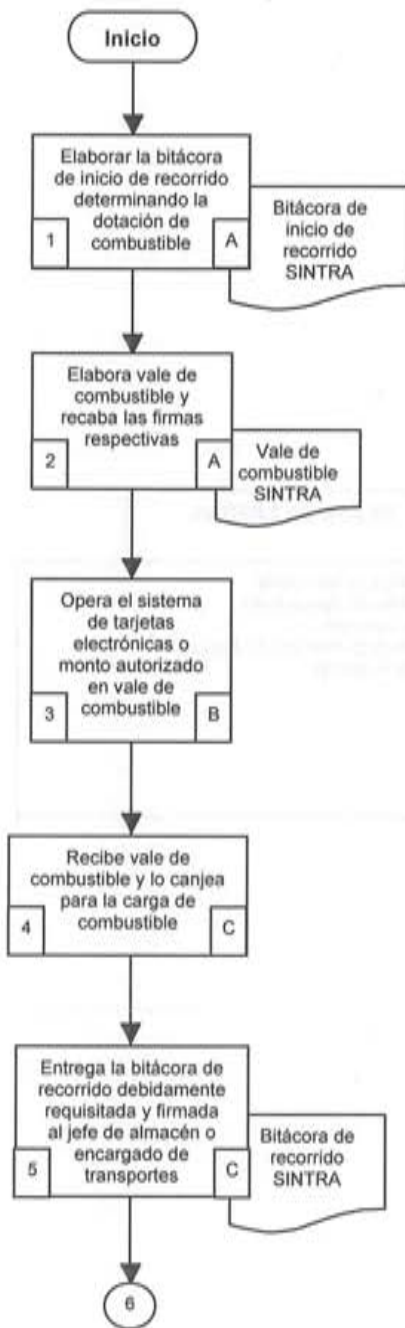 Inicio
Elaborar la bitácora
de inicio de recorrido
determinando la
dotación de
combustible
1
A
Bitácora de
inicio de
recorrido
SINTRA
Elabora vale de
combustible y
recaba las firmas
respectivas
2
A
Vale de
combustible
SINTRA
Opera el sistema
de tarjetas
electrónicas o
monto autorizado
en vale de
combustible
3
B
Recibe vale de
combustible y lo canjea
para la carga de
combustible
4
C
Entrega la bitácora de
recorrido debidamente
requisitada y firmada
al jefe de almacén o
encargado de
transportes
5
C
Bitácora de
recorrido
SINTRA
6